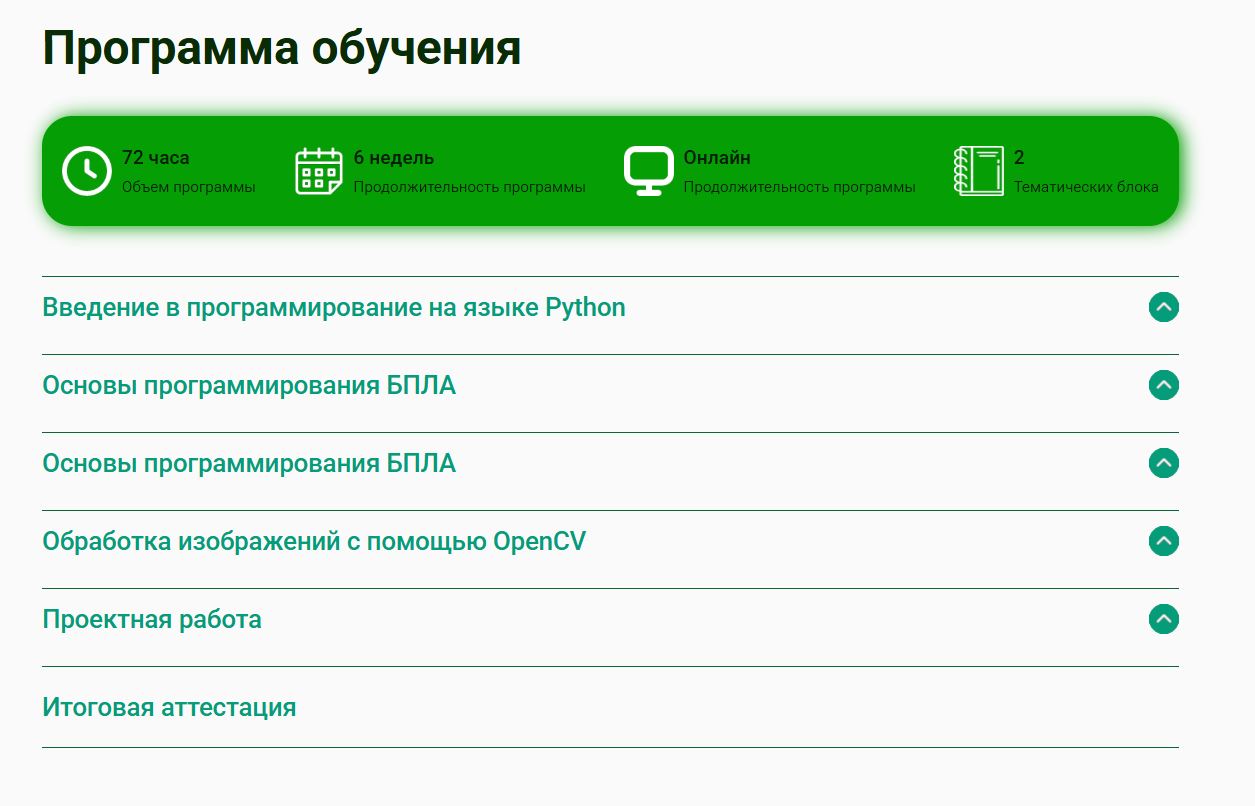 Программа обучения
72 часа
Объем программы
6 недель
Продолжительность программы
Онлайн
Продолжительность программы
2
Тематических блока
Введение в программирование на языке Python
Основы программирования БПЛА
Основы программирования БПЛА
Обработка изображений с помощью OpenCV
Проектная работа
Итоговая аттестация